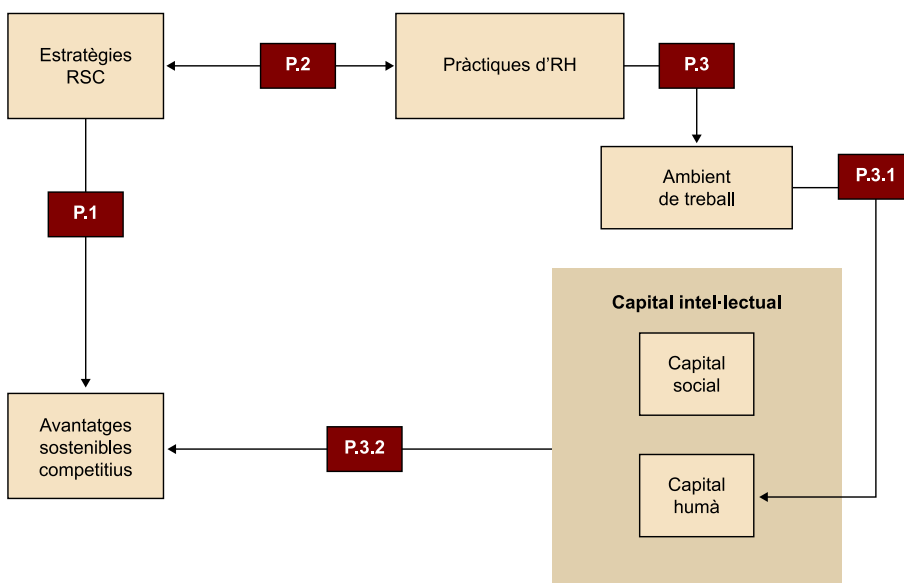 Estratègies
RSC
P.2
Pràctiques d’RH
P.3
Ambient
de treball
P.3.1
P.1
Capital intel·lectual
Capital
social
Avantatges
sostenibles
competitius
P.3.2
Capital
humà